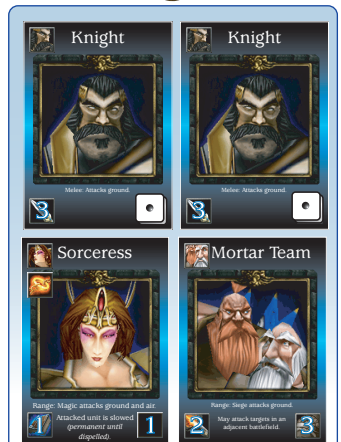 Knight
Knight
Melee: Attacks ground.
Melee: Attacks ground.
3
3
Sorceress
Mortar Team
Range: Magic attacks ground and air.
Range: Siege attacks ground.
Attacked unit is slowed
(permanent until
dispelled).
1
May attack targets in an
adjacent battlefield.
2
3